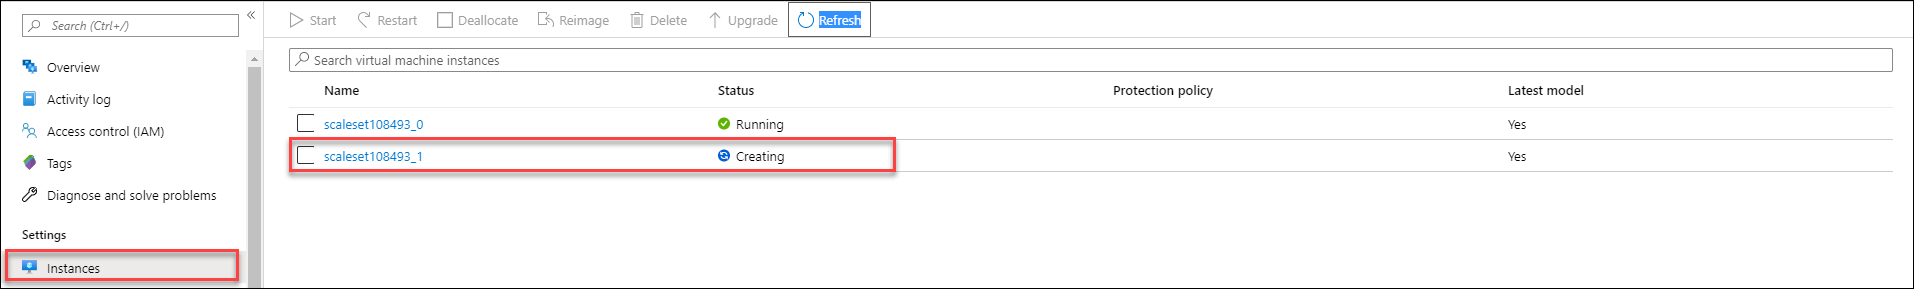 Search (Ctrl+/)
«
Overview
Activity log
Access control (IAM)
Tags
Diagnose and solve problems
Settings
Instances
Start Restart Deallocate Reimage Delete Upgrade Refresh
Search virtual machine instances
Name Status Protection policy Latest model
scaleset108493_0 Running Yes
scaleset108493_1 Creating Yes